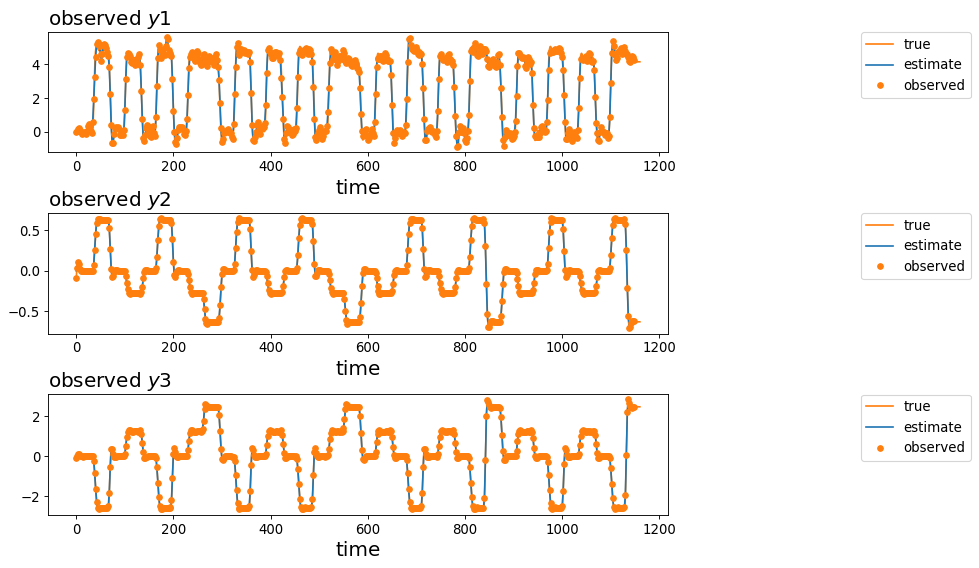 observed y1
4
2
0
0 200 400 600 800 1000 1200
time
true
estimate
observed
observed y2
0.5
0.0
−0.5
0 200 400 600 800 1000 1200
time
true
estimate
observed
observed y3
2
0
−2
0 200 400 600 800 1000 1200
time
true
estimate
observed